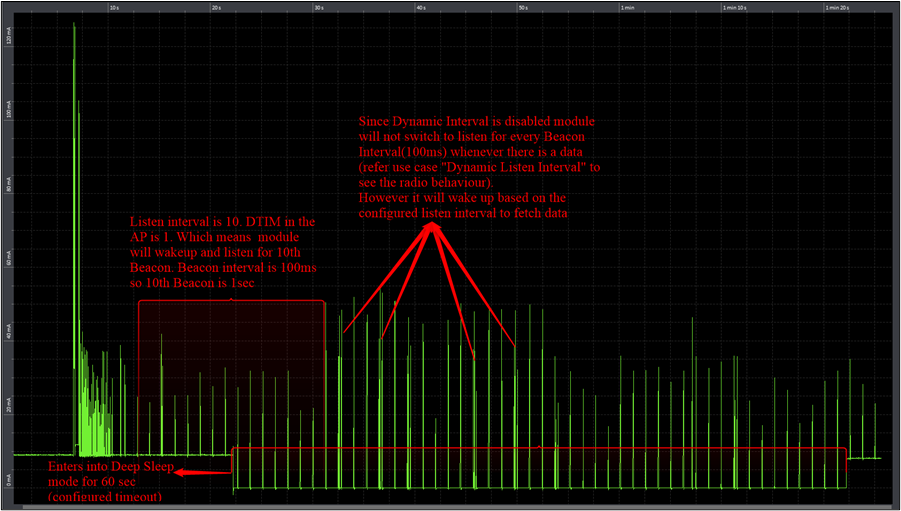 10 s
20 s
30 s
40 s
50 s
1 min
1 min 10 s
1 min 20 s
120 mA
100 mA
80 mA
60 mA
40 mA
20 mA
0 mA
Since Dynamic Interval is disabled module
will not switch to listen for every Beacon
Interval(100ms) whenever there is a data
(refer use case "Dynamic Listen Interval" to
see the radio behaviour).
However it will wake up based on the
configured listen interval to fetch data
Listen interval is 10. DTIM in the
AP is 1. Which means module
will wakeup and listen for 10th
Beacon. Beacon interval is 100ms
so 10th Beacon is 1sec
Enters into Deep Sleep
mode for 60 sec
(configured timeout)